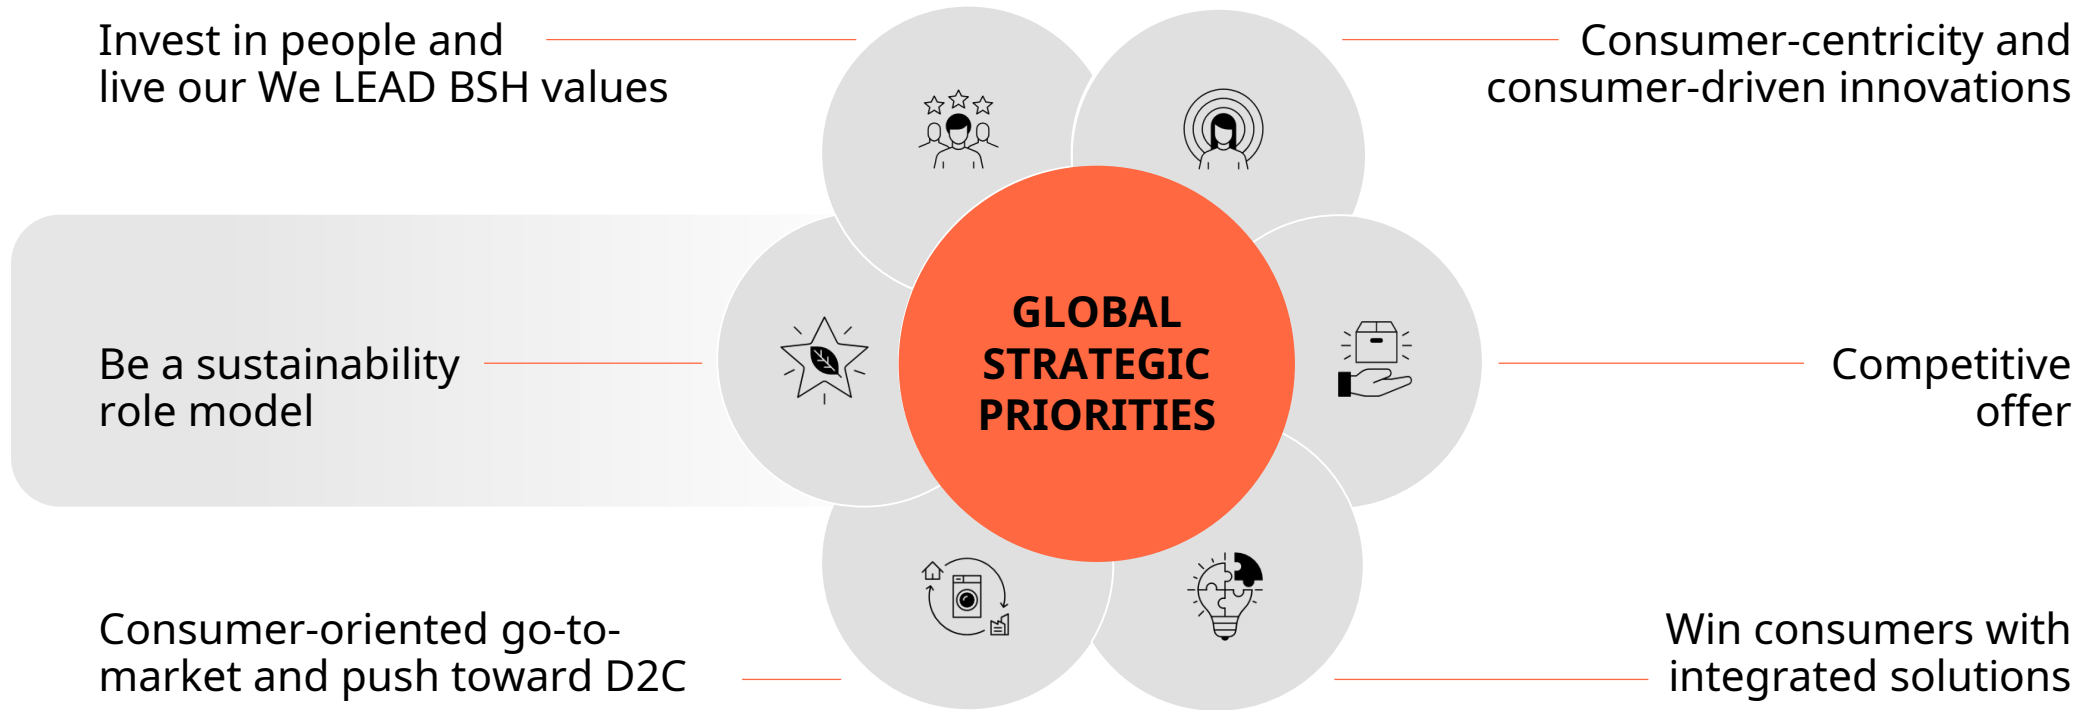 Invest in people and
live our We LEAD BSH values
Consumer-centricity and
consumer-driven innovations
Be a sustainability
role model
GLOBAL
STRATEGIC
PRIORITIES
Competitive
offer
Consumer-oriented go-to-
market and push toward D2C
Win consumers with
integrated solutions